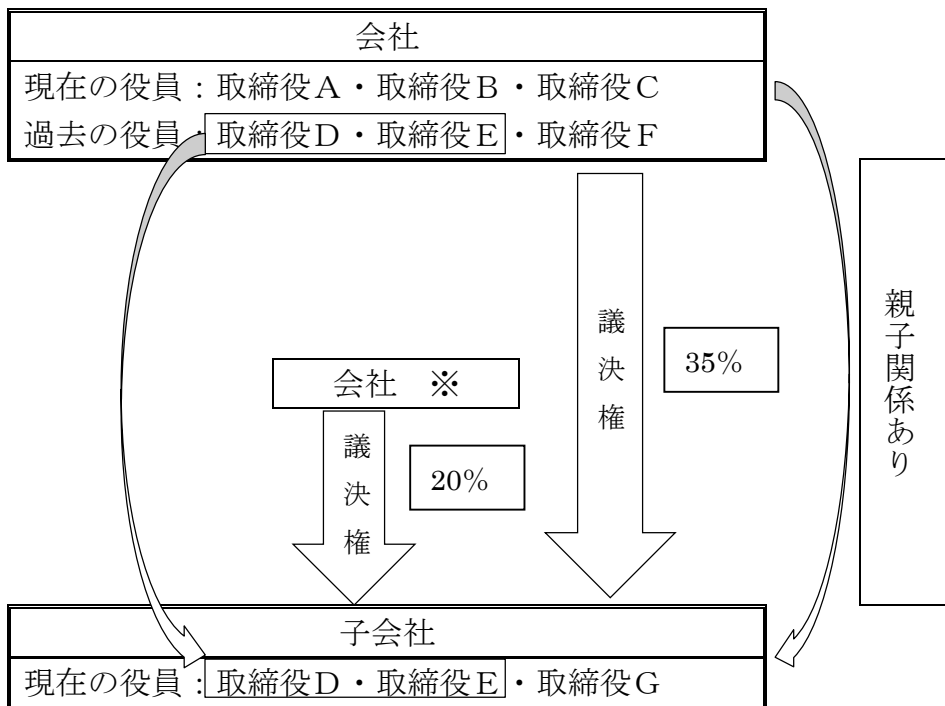 会社
現在の役員:取締役A・取締役B・取締役C
過去の役員:取締役D・取締役E・取締役F
議決権
35%
親子関係あり
会社 ※
議決権
20%
子会社
現在の役員:取締役D・取締役E・取締役G